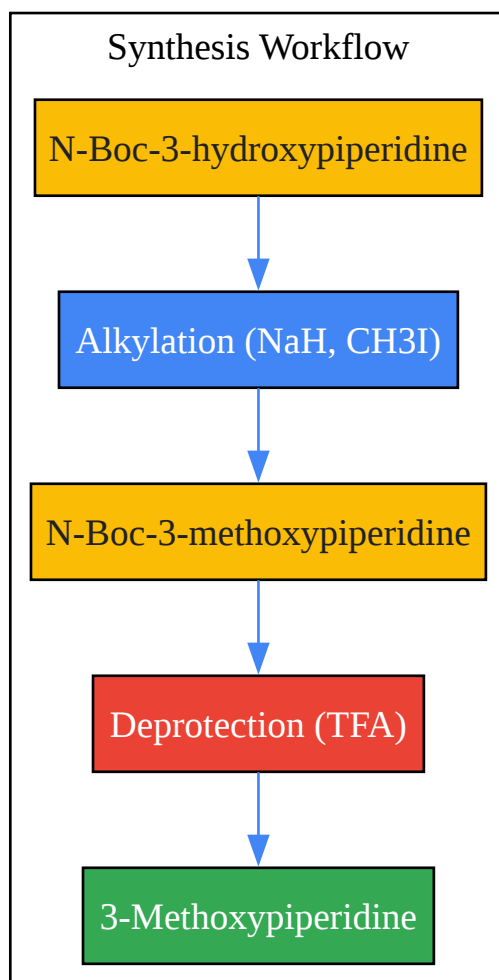 Synthesis Workflow
N-Boc-3-hydroxypiperidine
Alkylation (NaH, CH3I)
N-Boc-3-methoxypiperidine
Deprotection (TFA)
3-Methoxypiperidine